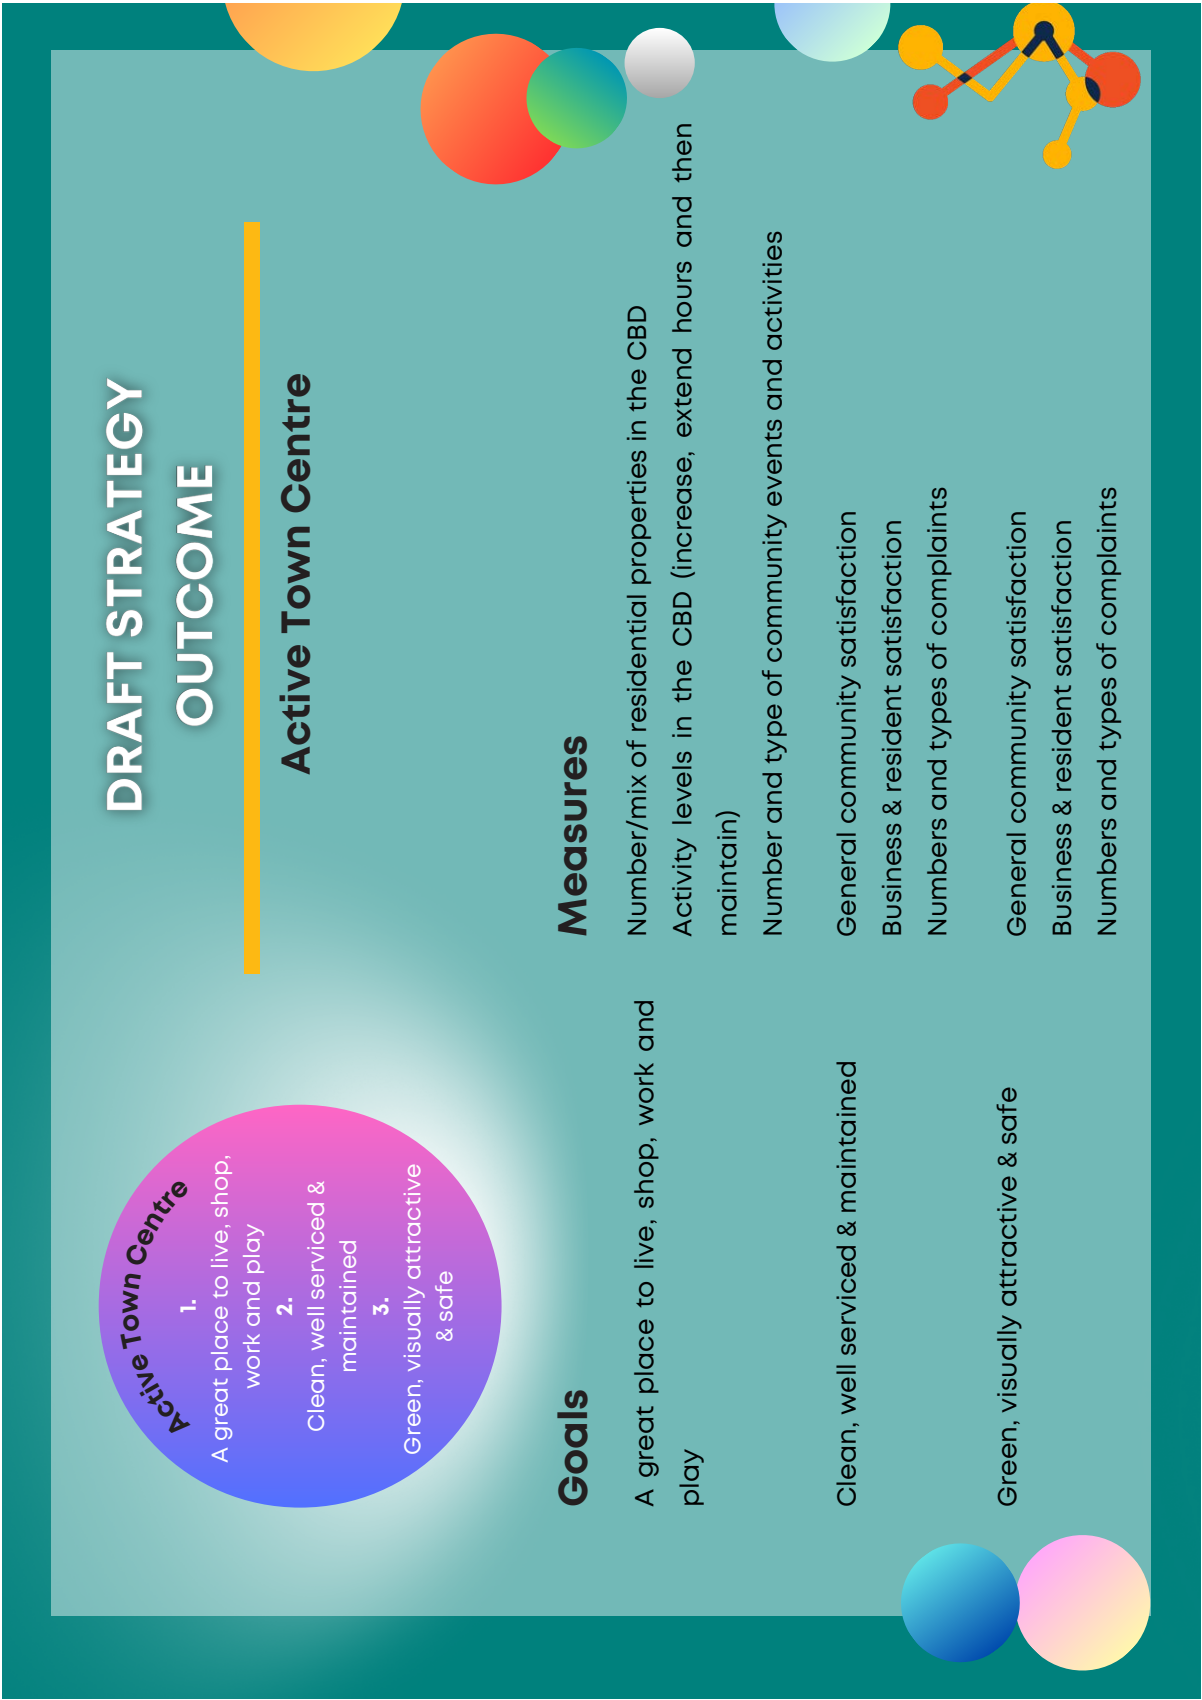 Active Town Centre
1.
A great place to live, shop,
work and play
2.
Clean, well serviced &
maintained
3.
Green, visually attractive
& safe
DRAFT STRATEGY
OUTCOME
Active Town Centre
Goals
Measures
A great place to live, shop, work and
play
Number/mix of residential properties in the CBD
Activity levels in the CBD (increase, extend hours and then
maintain)
Number and type of community events and activities
Clean, well serviced & maintained
General community satisfaction
Business & resident satisfaction
Numbers and types of complaints
Green, visually attractive & safe
General community satisfaction
Business & resident satisfaction
Numbers and types of complaints